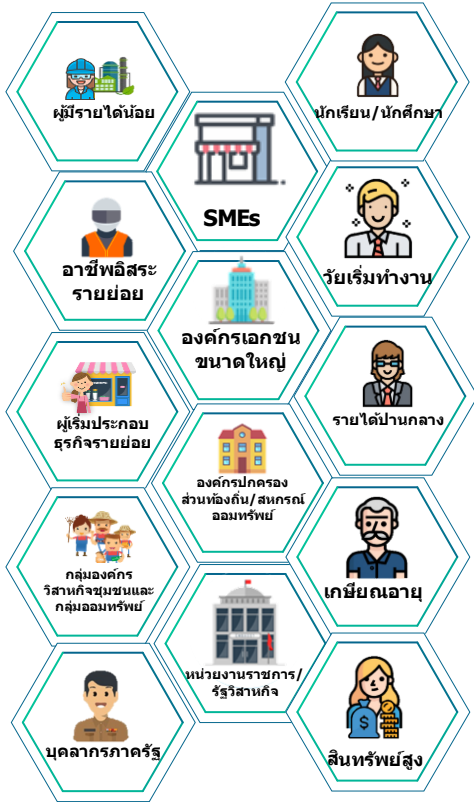 ผู้มีรายได้น้อย
นักเรียน/นักศึกษา
SMEs
อาชีพอิสระ
รายย่อย
วัยเริ่มทำงาน
องค์กรเอกชน
ขนาดใหญ่
ผู้เริ่มประกอบ
ธุรกิจรายย่อย
รายได้ปานกลาง
องค์กรปกครอง
ส่วนท้องถิ่น/สหกรณ์
ออมทรัพย์
กลุ่มองค์กร
วิสาหกิจชุมชนและ
กลุ่มออมทรัพย์
เกษียณอายุ
หน่วยงานราชการ/
รัฐวิสาหกิจ
บุคลากรภาครัฐ
สินทรัพย์สูง